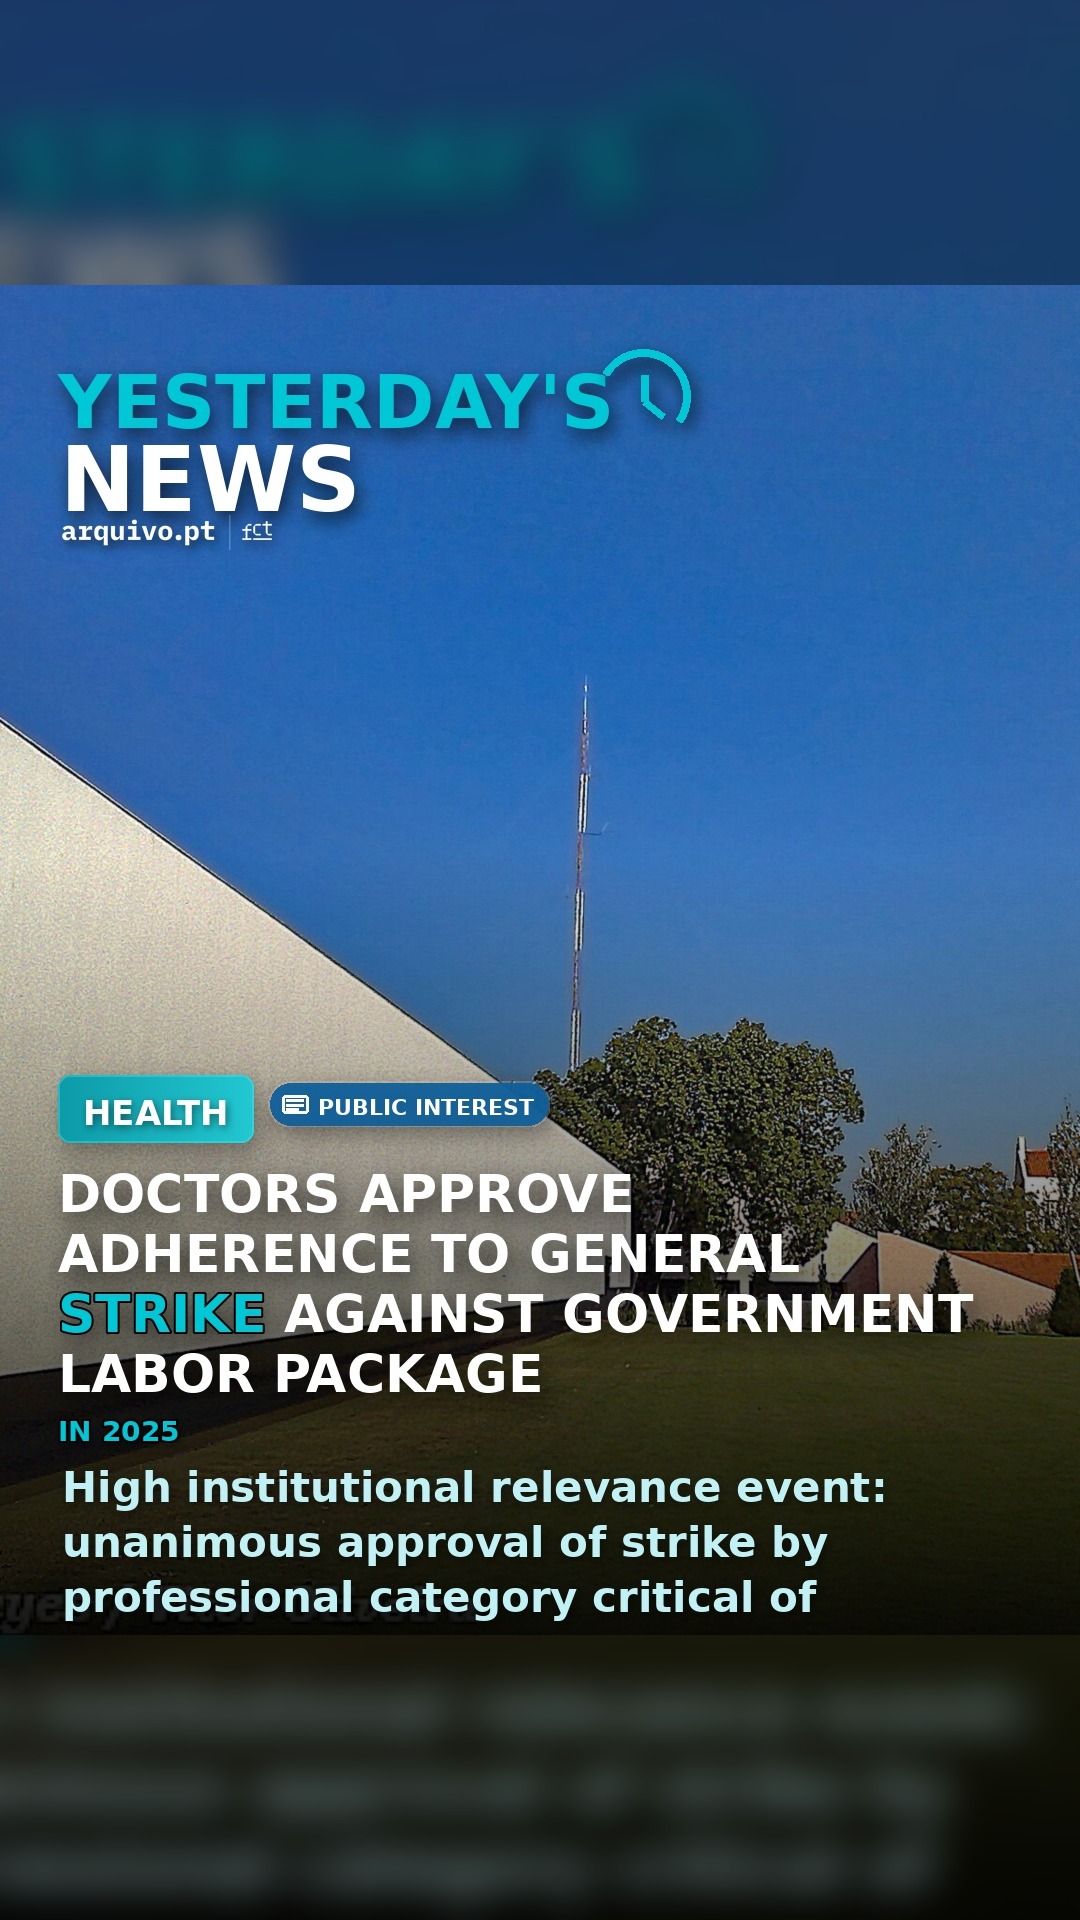 YESTERDAY'S
NEWS
arquivo.pt | fct
HEALTH
PUBLIC INTEREST
DOCTORS APPROVE
ADHERENCE TO GENERAL
STRIKE AGAINST GOVERNMENT
LABOR PACKAGE
IN 2025
High institutional relevance event:
unanimous approval of strike by
professional category critical of